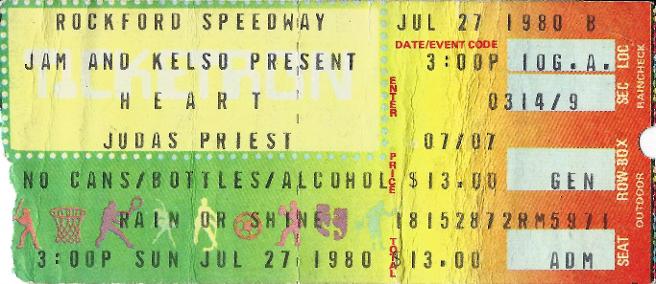 ROCKFORD SPEEDWAY JUL 27 1980 B
DATE/EVENT CODE
JAM AND KELSO PRESENT 3:00P IOG.A. LOC
TICKETRON
ENTER
HEART 0314/9 SEC RAINCHECK
JUDAS PRIEST 07/07
NO CANS/BOTTLES/ALCOHOL PRICE $13.00 GEN ROW-BOX
RAIN OR SHINE 18152872RM5971 OUTDOOR
3:00P SUN JUL 27 1980 TOTAL $13.00 ADM SEAT